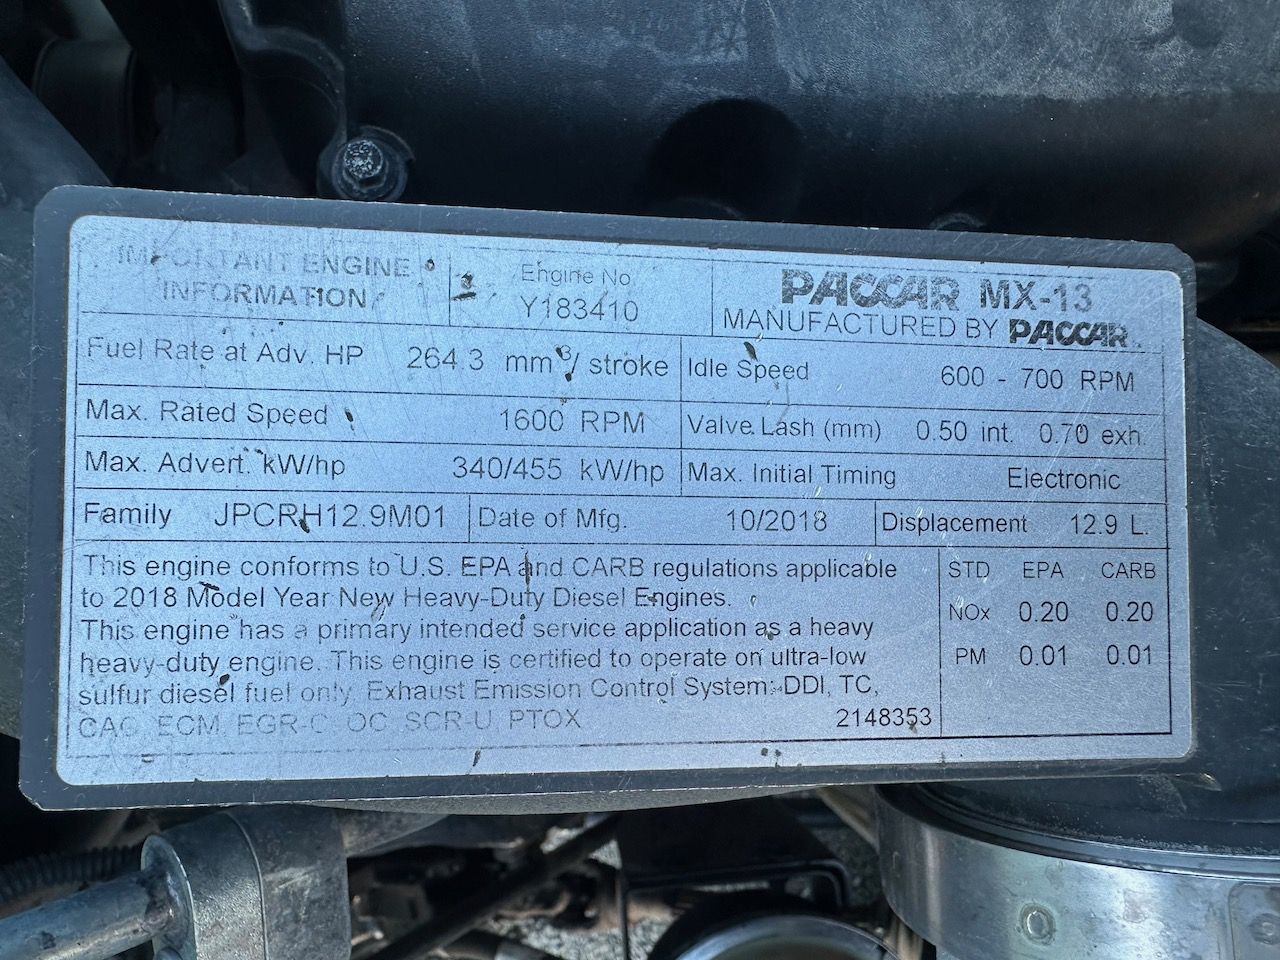 IMPORTANT ENGINE
INFORMATION
Engine No
Y183410
PACCAR MX-13
MANUFACTURED BY PACCAR
Fuel Rate at Adv. HP 264.3 mm³/ stroke
Idle Speed 600 - 700 RPM
Max. Rated Speed 1600 RPM
Valve Lash (mm) 0.50 int. 0.70 exh.
Max. Advert. kW/hp 340/455 kW/hp
Max. Initial Timing Electronic
Family JPCRH12.9M01
Date of Mfg. 10/2018
Displacement 12.9 L.
This engine conforms to U.S. EPA and CARB regulations applicable
to 2018 Model Year New Heavy-Duty Diesel Engines.
This engine has a primary intended service application as a heavy
heavy-duty engine. This engine is certified to operate on ultra-low
sulfur diesel fuel only. Exhaust Emission Control System: DDI, TC,
CAC, ECM, EGR-C, OC, SCR-U, PTOX
2148353
STD EPA CARB
NOx 0.20 0.20
PM 0.01 0.01